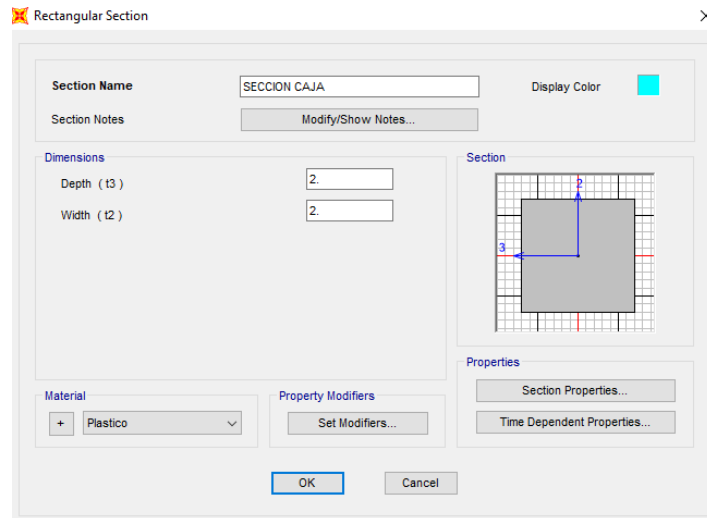 Rectangular Section
Section Name
SECCION CAJA
Display Color
Section Notes
Modify/Show Notes...
Dimensions
Depth ( t3 )
2.
Width ( t2 )
2.
Section
2
3
Properties
Section Properties...
Time Dependent Properties...
Material
+
Plastico
Property Modifiers
Set Modifiers...
OK
Cancel